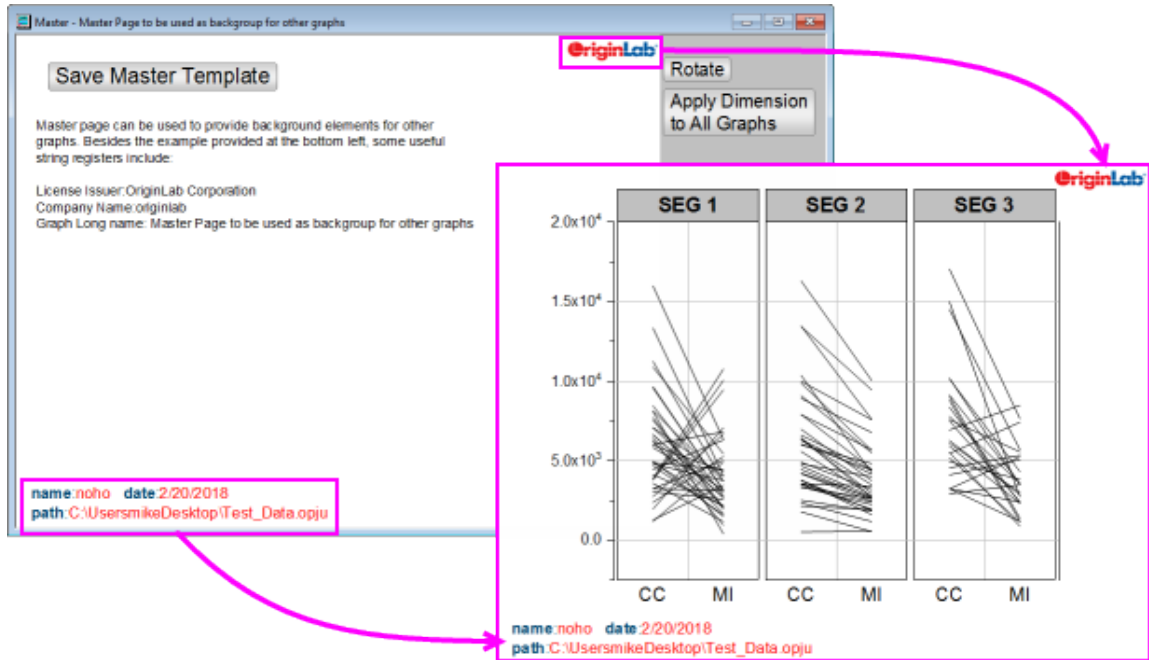 Master - Master Page to be used as backgroup for other graphs
OriginLab
Save Master Template
Rotate
Apply Dimension
to All Graphs
Master page can be used to provide background elements for other
graphs. Besides the example provided at the bottom left, some useful
string registers include:
License Issuer:OriginLab Corporation
Company Name:originlab
Graph Long name: Master Page to be used as backgroup for other graphs
name:noho date:2/20/2018
path:C:\UsersmikeDesktop\Test_Data.opju
OriginLab
SEG 1 SEG 2 SEG 3
2.0x10⁴
1.5x10⁴
1.0x10⁴
5.0x10³
0.0
CC MI CC MI CC MI
name:noho date:2/20/2018
path:C:\UsersmikeDesktop\Test_Data.opju